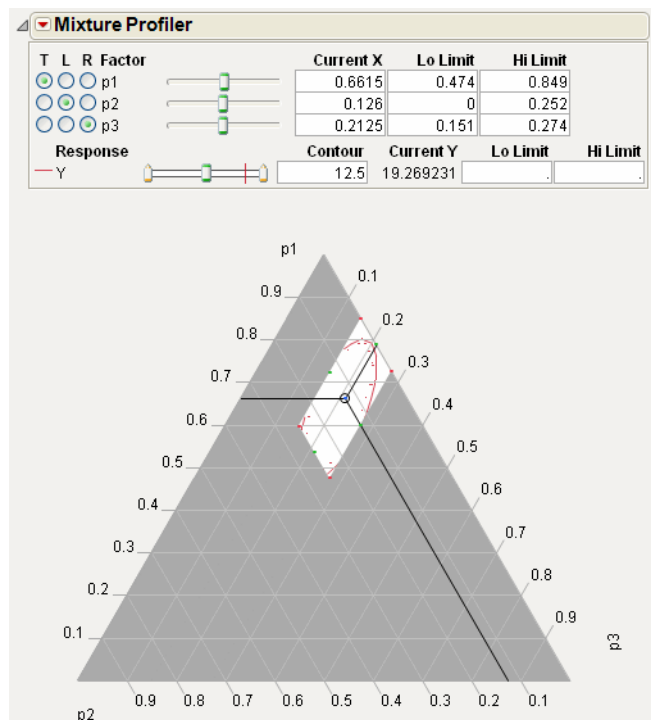 Mixture Profiler
T L R Factor Current X Lo Limit Hi Limit
p1 0.6615 0.474 0.849
p2 0.126 0 0.252
p3 0.2125 0.151 0.274
Response Contour Current Y Lo Limit Hi Limit
Y 12.5 19.269231 . .
p1
0.1
0.9
0.2
0.8
0.3
0.7
0.4
0.6
0.5
0.5
0.6
0.4
0.7
0.3
0.8
0.2
0.9
0.1
p3
0.9 0.8 0.7 0.6 0.5 0.4 0.3 0.2 0.1
p2